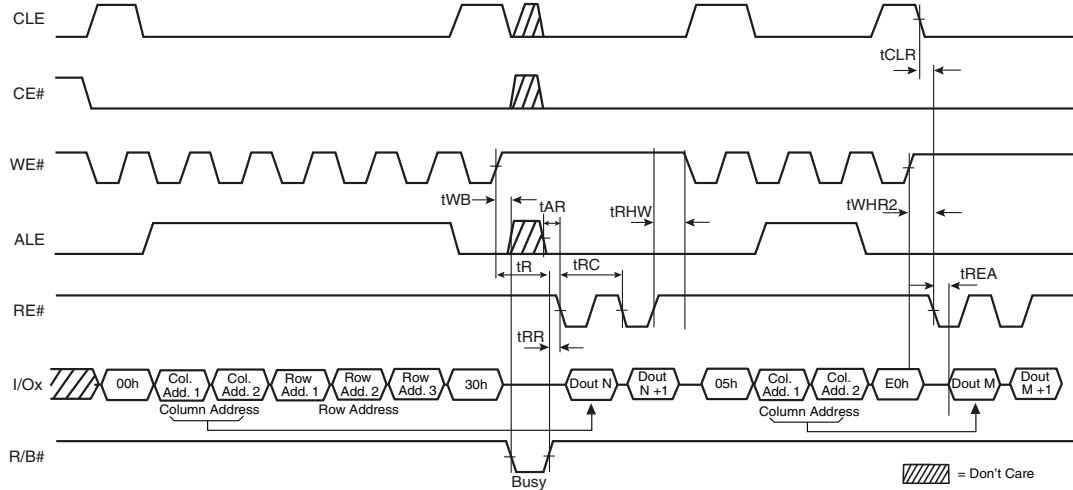 CLE
tCLR
CE#
WE#
tWB
tAR
tRHW
tWHR2
ALE
tR
tRC
tREA
RE#
tRR
I/Ox
00h
Col. Add. 1
Col. Add. 2
Row Add. 1
Row Add. 2
Row Add. 3
30h
Dout N
Dout N +1
05h
Col. Add. 1
Col. Add. 2
E0h
Dout M
Dout M +1
Column Address
Row Address
Column Address
R/B#
Busy
= Don't Care